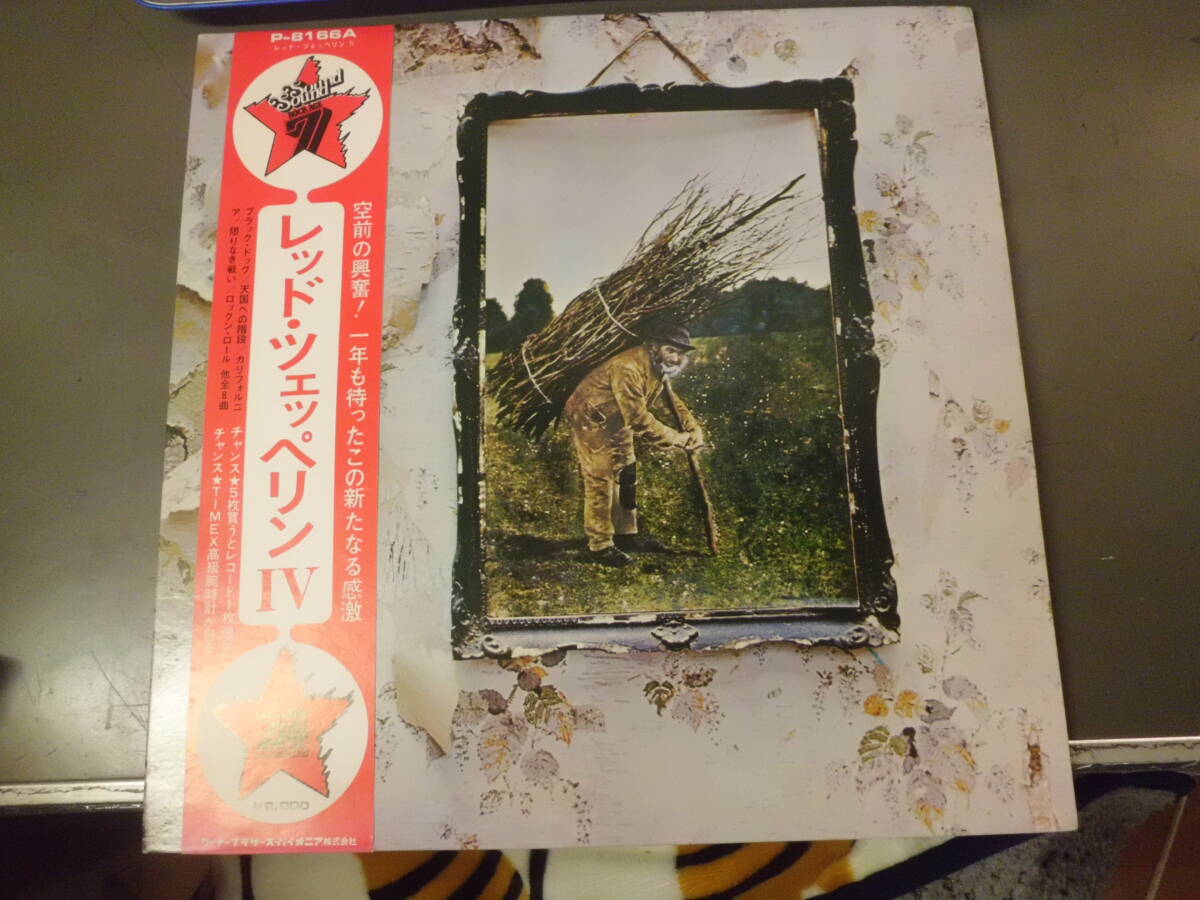 P-8166A
レッド・ツェッペリン IV
Sound
ROCK AGE
71
空前の興奮! 一年も待ったこの新たなる感激
レッド・ツェッペリン IV
ブラック・ドッグ/天国への階段/カリフォルニ
ア/限りなき戦い/ロックン・ロール 他全8曲
チャンス★5枚買うとレコード1枚
チャンス★TIMEX高級腕時計が
ワーナーブラザース・パイオニア株式会社